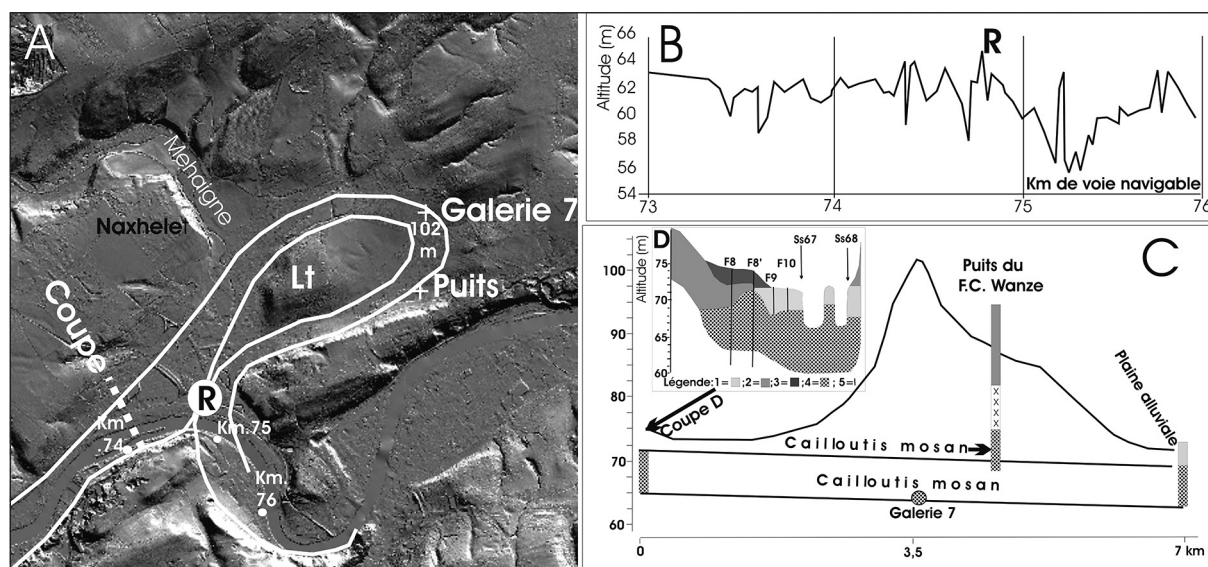 A
Mehaigne
Naxhelet
Galerie 7
102
m
Lt
Puits
Coupe
R
Km
74
Km.75
Km.
76
B
R
Altitude (m)
66
64
62
60
58
56
54
Km de voie navigable
73
74
75
76
C
Altitude (m)
100
90
80
70
60
D
Altitude (m)
75
70
65
60
F8
F8'
F9
F10
Ss67
Ss68
Légende:1= ;2= ;3= ;4= ; 5=I
Coupe D
Puits du
F.C. Wanze
X
X
X
X
Plaine alluviale
Cailloutis mosan
Cailloutis mosan
Galerie 7
0
3,5
7 km